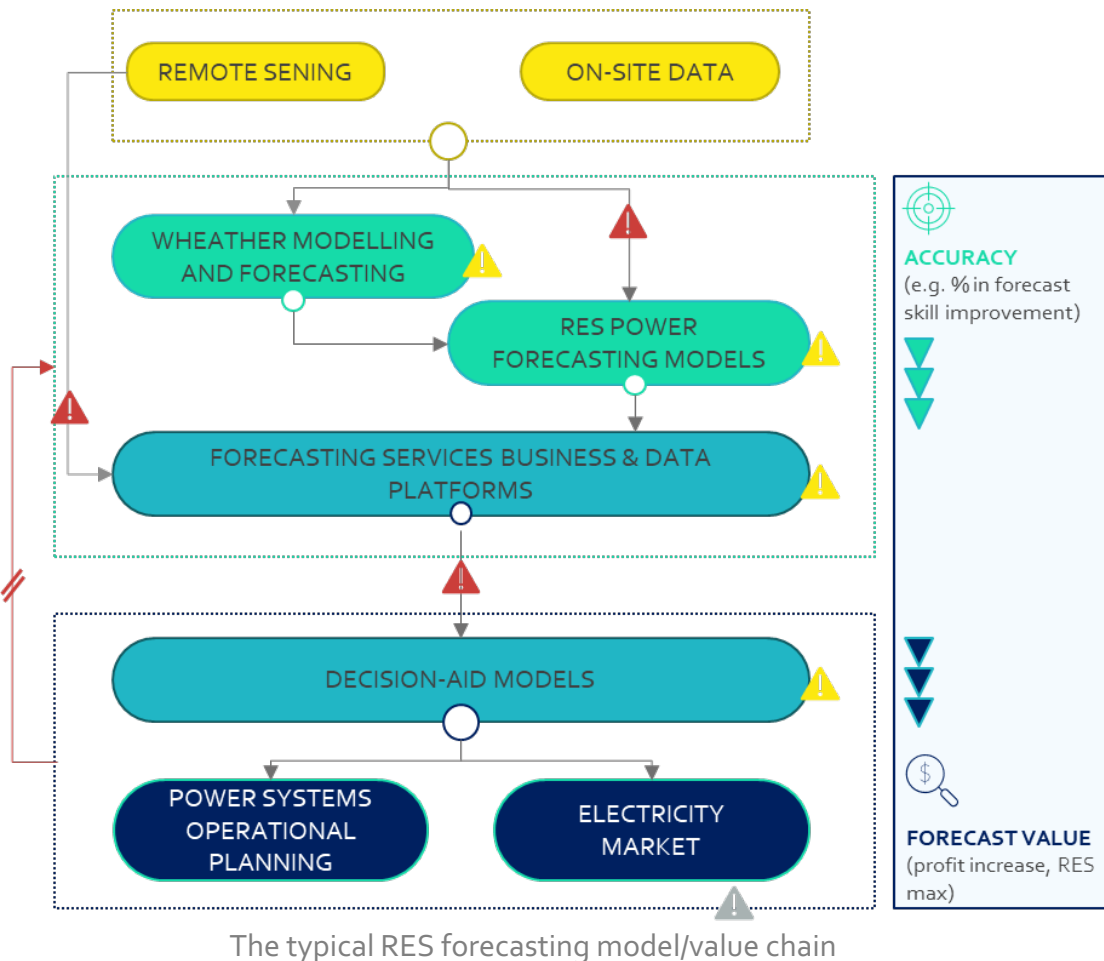 REMOTE SENING
ON-SITE DATA
WHEATHER MODELLING
AND FORECASTING
RES POWER
FORECASTING MODELS
FORECASTING SERVICES BUSINESS & DATA
PLATFORMS
DECISION-AID MODELS
POWER SYSTEMS
OPERATIONAL
PLANNING
ELECTRICITY
MARKET
ACCURACY
(e.g. % in forecast
skill improvement)
$
FORECAST VALUE
(profit increase, RES
max)
The typical RES forecasting model/value chain